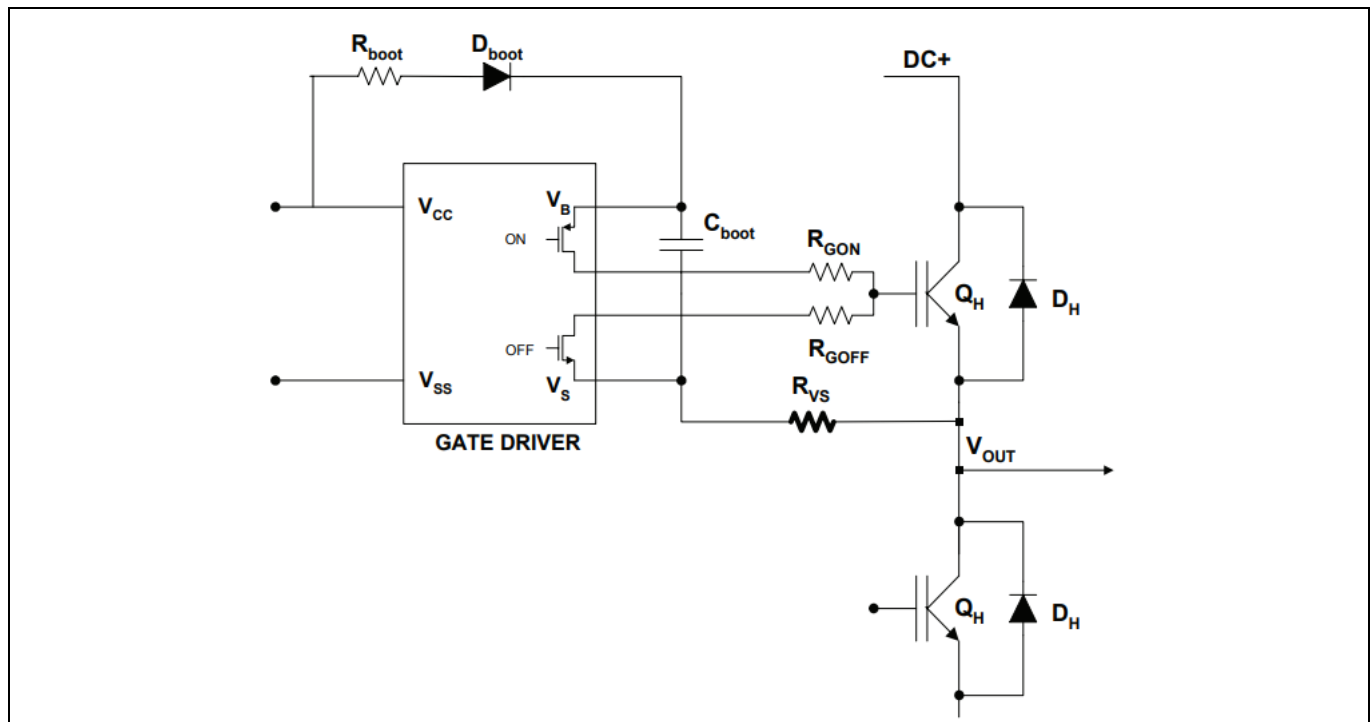 R_boot D_boot
DC+
V_CC
V_B
C_boot
ON
R_GON
Q_H
D_H
R_GOFF
OFF
V_SS
V_S
R_VS
GATE DRIVER
V_OUT
Q_H
D_H